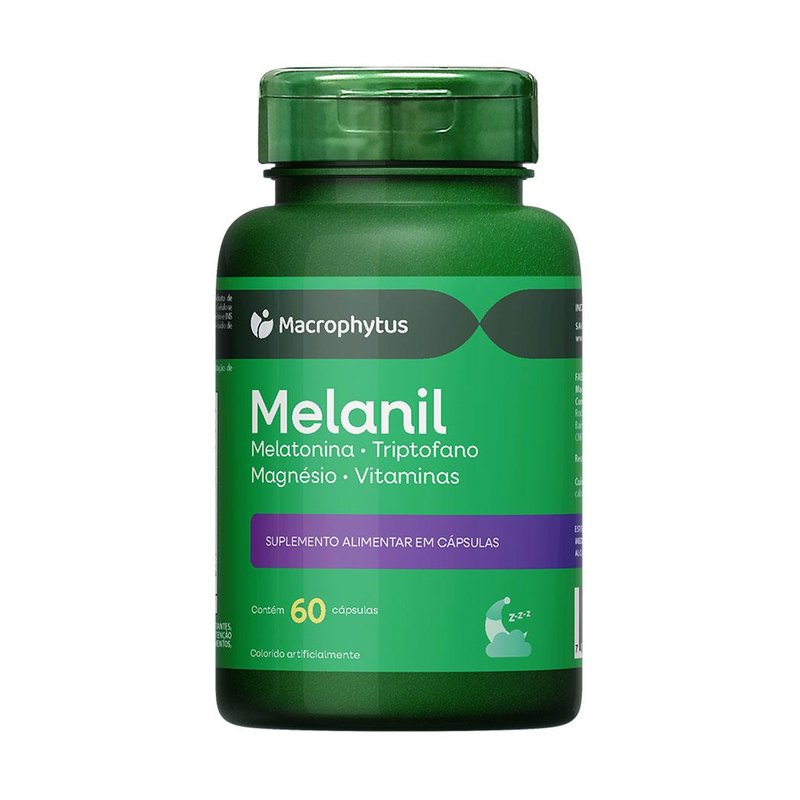 Macrophytus
Melanil
Melatonina • Triptofano
Magnésio • Vitaminas
SUPLEMENTO ALIMENTAR EM CÁPSULAS
Contém 60 cápsulas
z-z-z
Colorido artificialmente